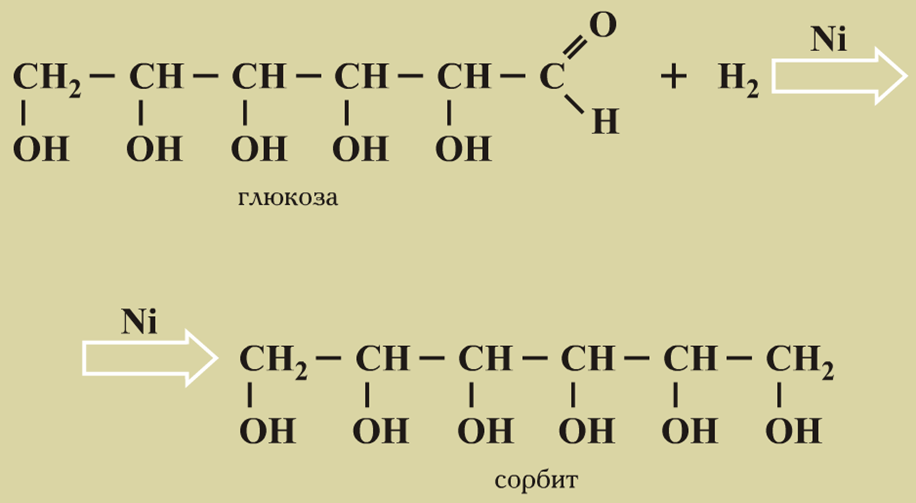 O
Ni
CH₂ — CH — CH — CH — CH — C + H₂
H
OH OH OH OH OH
глюкоза
Ni
CH₂ — CH — CH — CH — CH — CH₂
OH OH OH OH OH OH
сорбит